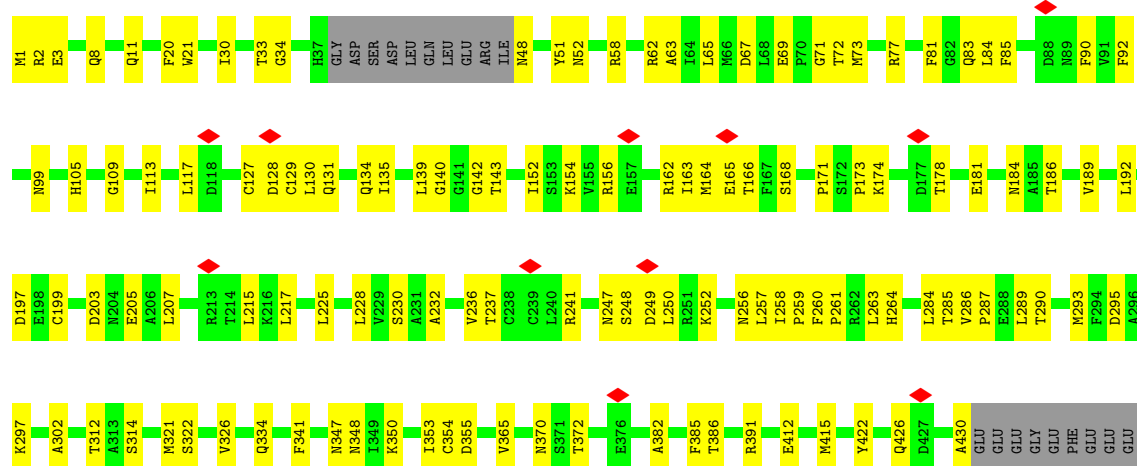 M1 R2 E3 Q8 Q11 F20 W21 I30 T33 G34 H37 GLY ASP SER ASP LEU GLN LEU GLU ARG ILE N48 Y51 N52 R58 R62 A63 I64 L65 M66 D67 L68 E69 P70 G71 T72 M73 R77 F81 G82 Q83 L84 F85 D88 N89 F90 V91 F92
N99 H105 G109 I113 L117 D118 C127 D128 C129 L130 Q131 Q134 I135 L139 G140 G141 G142 T143 I152 S153 K154 V155 R156 E157 R162 I163 M164 E165 T166 F167 S168 P171 S172 P173 K174 D177 T178 E181 N184 A185 T186 V189 L192
D197 E198 C199 D203 N204 E205 A206 L207 R213 T214 L215 K216 L217 L225 L228 V229 S230 A231 A232 V236 T237 C238 C239 L240 R241 N247 S248 D249 L250 R251 K252 N256 L257 I258 P259 F260 P261 R262 L263 H264 L284 T285 V286 P287 E288 L289 T290 M293 F294 D295 A296
K297 A302 T312 A313 S314 M321 S322 V326 Q334 F341 N347 N348 I349 K350 I353 C354 D355 V365 N370 S371 T372 E376 A382 F385 T386 R391 E412 M415 Y422 Q426 D427 A430 GLU GLU GLU GLY GLU PHE GLU GLU GLU